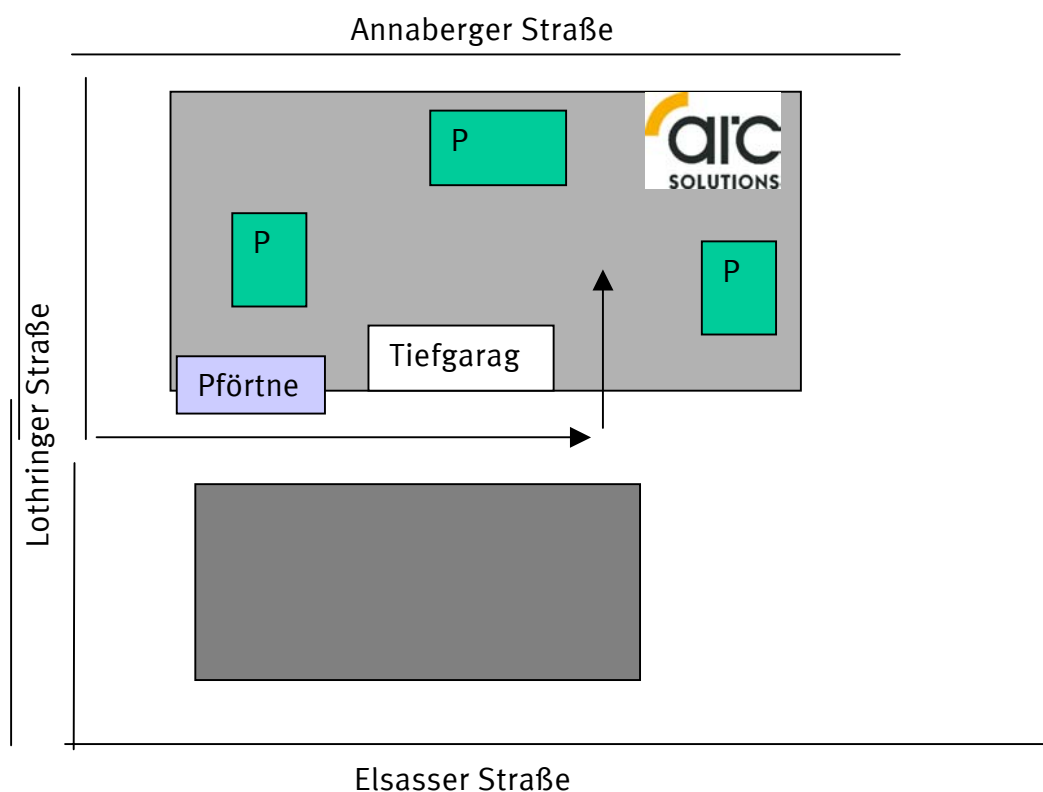 Annaberger Straße
arc
SOLUTIONS
P
P
P
Lothringer Straße
Tiefgarag
Pförtne
Elsasser Straße